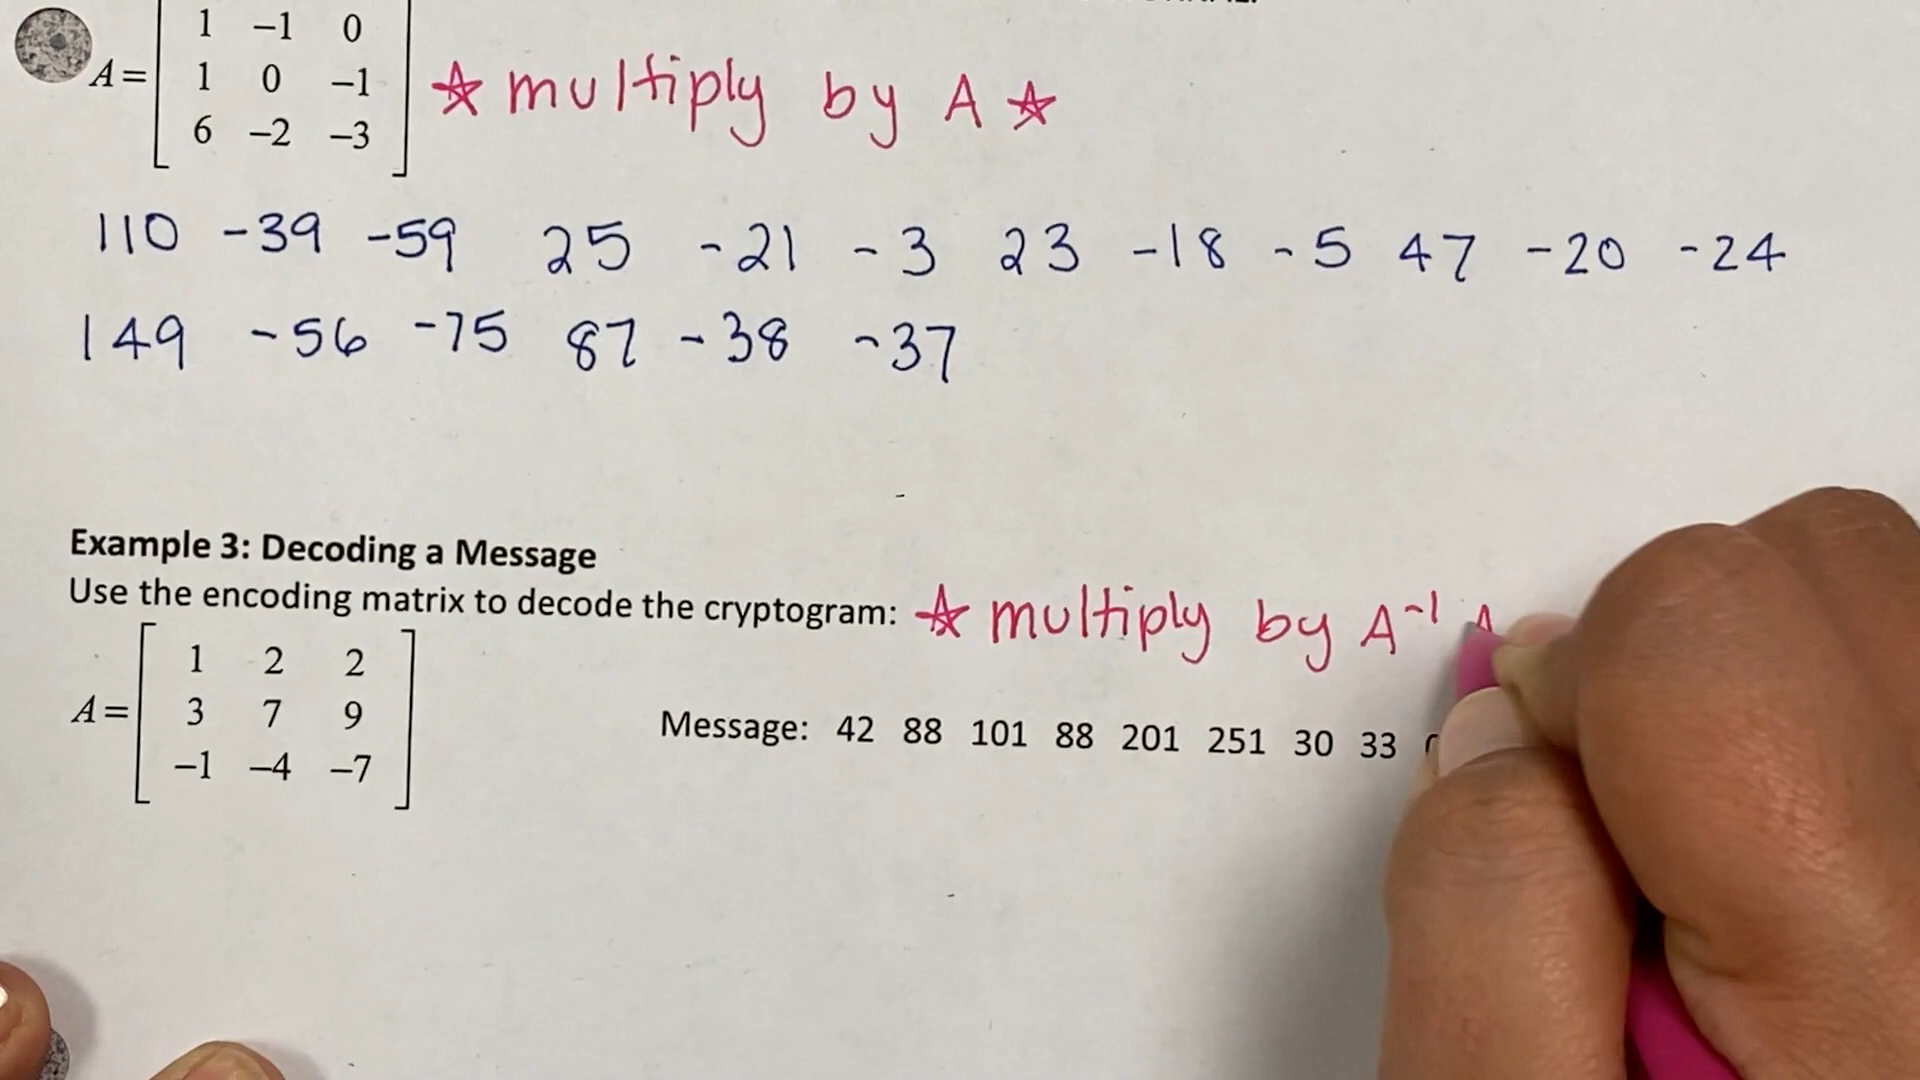 1 −1 0
A= 1 0 −1 ☆ multiply by A ☆
6 −2 −3
110 -39 -59 25 -21 -3 23 -18 -5 47 -20 -24
149 -56 -75 87 -38 -37
Example 3: Decoding a Message
Use the encoding matrix to decode the cryptogram: ☆ multiply by A⁻¹
1 2 2
A= 3 7 9
−1 −4 −7
Message: 42 88 101 88 201 251 30 33